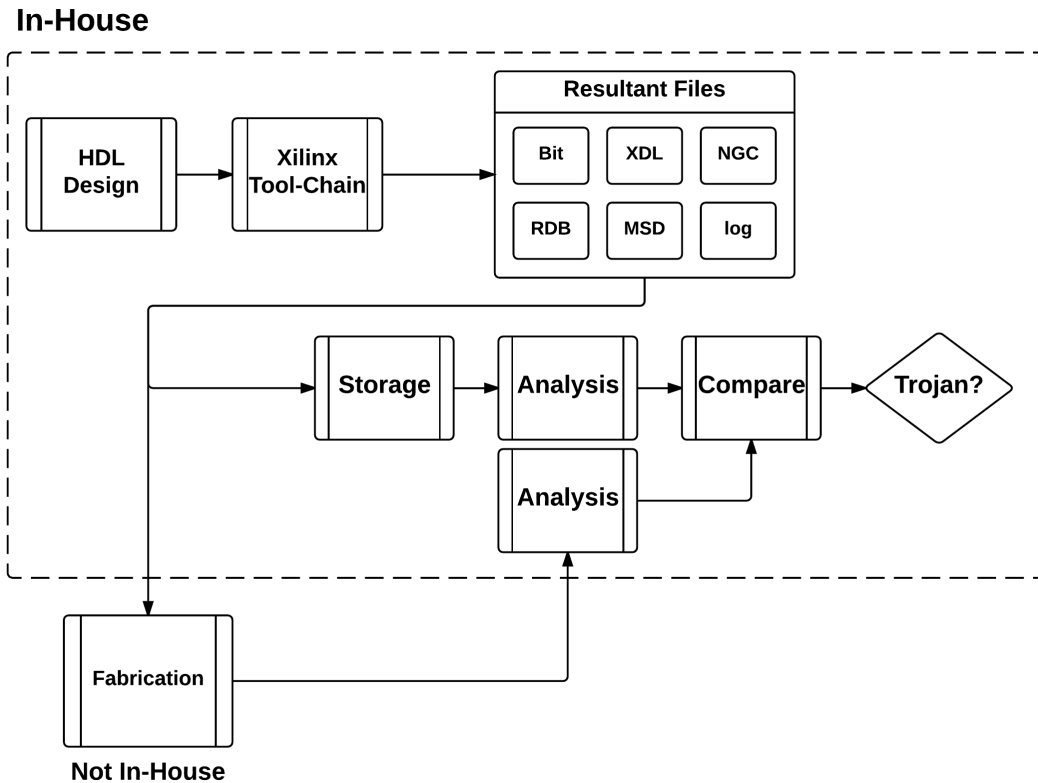 In-House
HDL
Design
Xilinx
Tool-Chain
Resultant Files
Bit
XDL
NGC
RDB
MSD
log
Storage
Analysis
Compare
Trojan?
Analysis
Fabrication
Not In-House